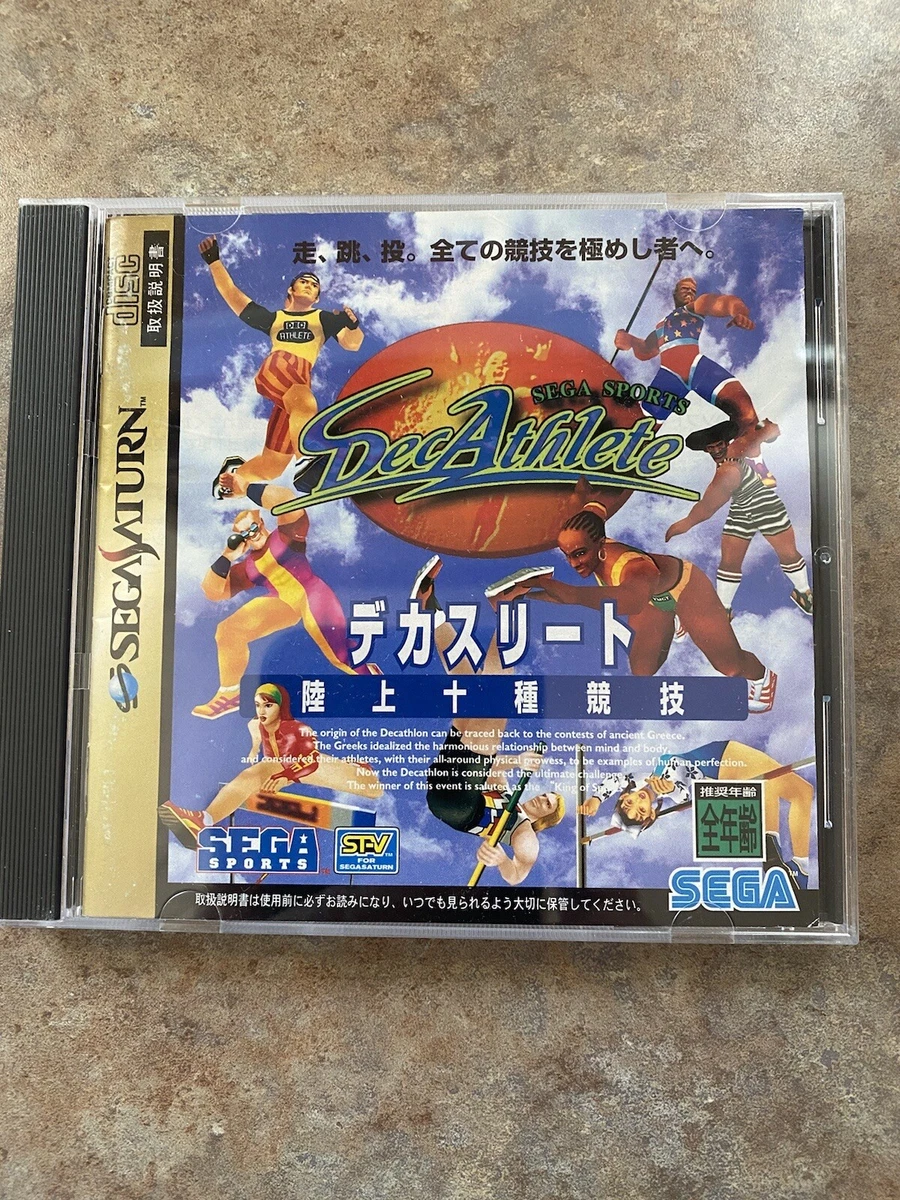 走、跳、投。全ての競技を極めし者へ。
COMPACT
disc
取扱説明書
SEGA SATURN™
DEC
ATHLETE
SEGA SPORTS
DecAthlete
デカスリート
陸上十種競技
The origin of the Decathlon can be traced back to the contests of ancient Greece.
The Greeks idealized the harmonious relationship between mind and body,
and considered their athletes, with their all-around physical prowess, to be examples of human perfection.
Now the Decathlon is considered the ultimate challenge.
The winner of this event is saluted as the "King of
SEGA
SPORTS
ST-V™
FOR
SEGASATURN
推奨年齢
全年齢
SEGA™
取扱説明書は使用前に必ずお読みになり、いつでも見られるよう大切に保管してください。